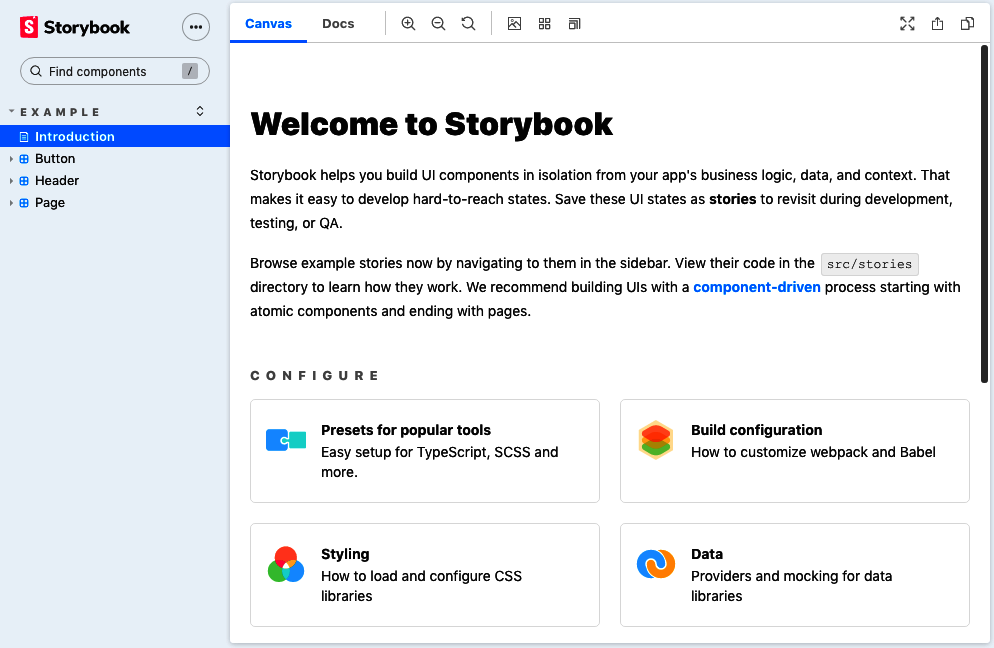 Storybook
Find components
/
EXAMPLE
Introduction
Button
Header
Page
Canvas Docs
Welcome to Storybook
Storybook helps you build UI components in isolation from your app's business logic, data, and context. That
makes it easy to develop hard-to-reach states. Save these UI states as stories to revisit during development,
testing, or QA.
Browse example stories now by navigating to them in the sidebar. View their code in the src/stories
directory to learn how they work. We recommend building UIs with a component-driven process starting with
atomic components and ending with pages.
CONFIGURE
Presets for popular tools
Easy setup for TypeScript, SCSS and
more.
Build configuration
How to customize webpack and Babel
Styling
How to load and configure CSS
libraries
Data
Providers and mocking for data
libraries